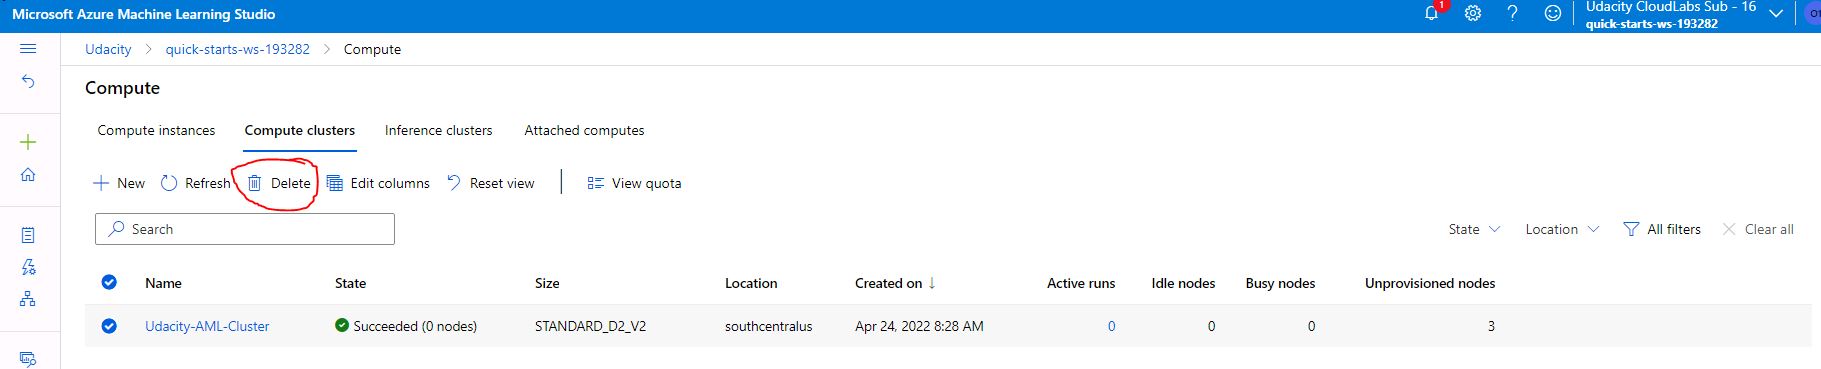 Microsoft Azure Machine Learning Studio
1
Udacity CloudLabs Sub - 16
quick-starts-ws-193282
Udacity > quick-starts-ws-193282 > Compute
Compute
Compute instances Compute clusters Inference clusters Attached computes
New Refresh Delete Edit columns Reset view View quota
Search State Location All filters Clear all
Name State Size Location Created on ↓ Active runs Idle nodes Busy nodes Unprovisioned nodes
Udacity-AML-Cluster Succeeded (0 nodes) STANDARD_D2_V2 southcentralus Apr 24, 2022 8:28 AM 0 0 0 3